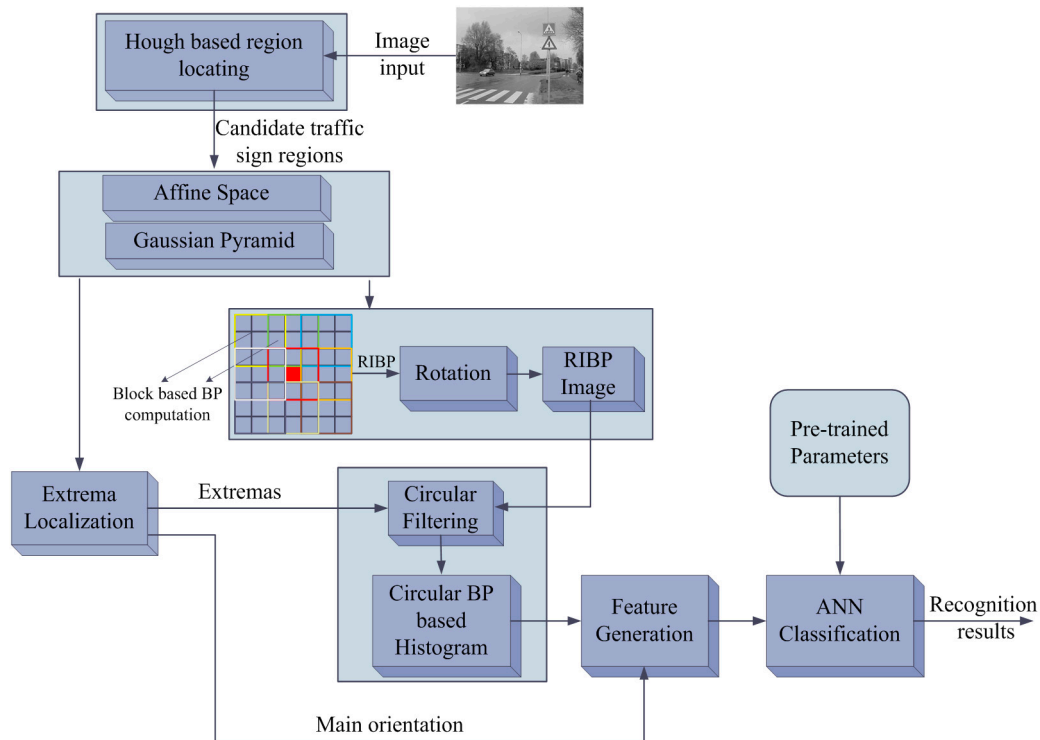 Hough based region
locating
Image
input
Candidate traffic
sign regions
Affine Space
Gaussian Pyramid
Block based BP
computation
RIBP
Rotation
RIBP
Image
Pre-trained
Parameters
Extrema
Localization
Extremas
Circular
Filtering
Circular BP
based
Histogram
Feature
Generation
ANN
Classification
Recognition
results
Main orientation